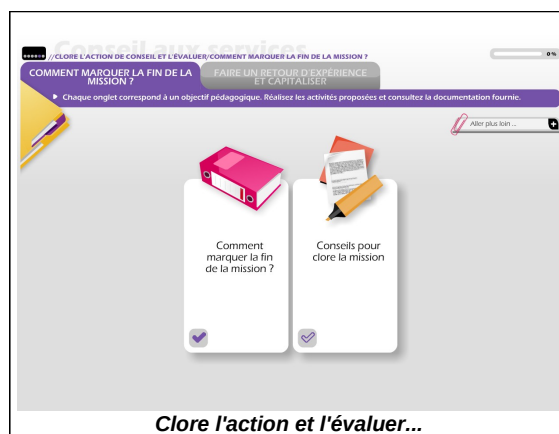 Conseil aux services
//CLORE L'ACTION DE CONSEIL ET L'ÉVALUER/COMMENT MARQUER LA FIN DE LA MISSION ?
0 %
COMMENT MARQUER LA FIN DE LA
MISSION ?
FAIRE UN RETOUR D'EXPÉRIENCE
ET CAPITALISER
Chaque onglet correspond à un objectif pédagogique. Réalisez les activités proposées et consultez la documentation fournie.
Aller plus loin ...
Comment
marquer la fin
de la mission ?
Conseils pour
clore la mission
Clore l'action et l'évaluer...